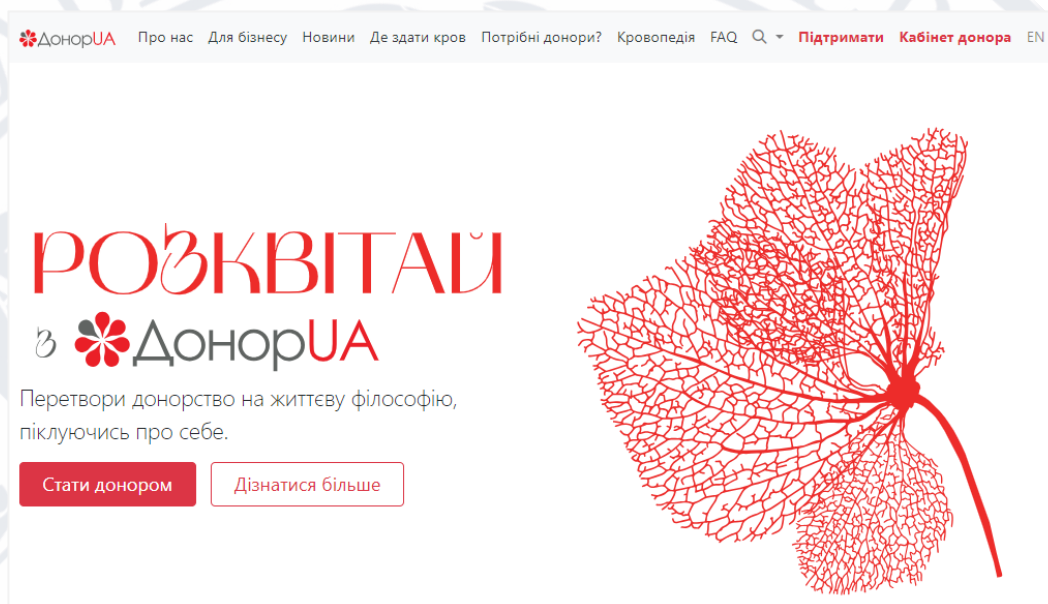 ДонорUA Про нас Для бізнесу Новини Де здати кров Потрібні донори? Кровопедія FAQ Підтримати Кабінет донора EN
РОЗКВІТАЙ
з ДонорUA
Перетвори донорство на життєву філософію,
піклуючись про себе.
Стати донором Дізнатися більше